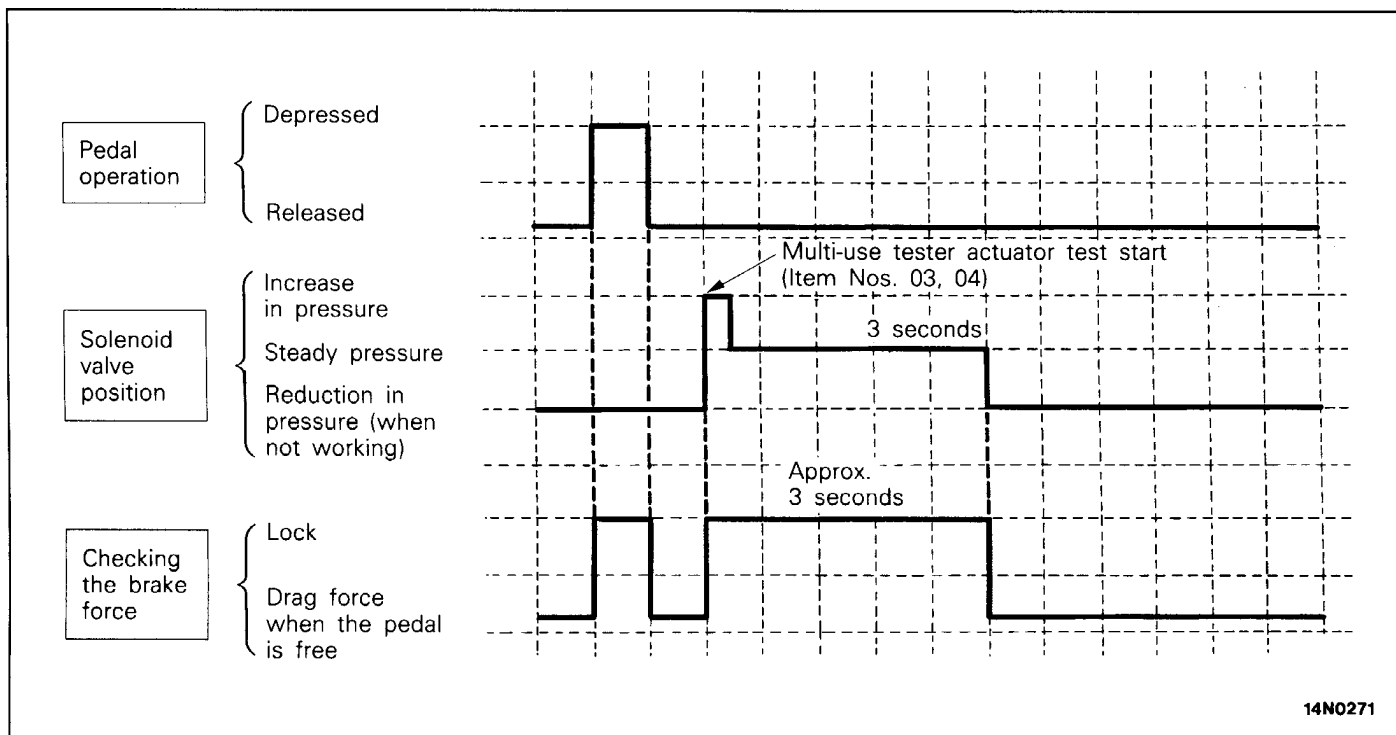 Pedal
operation
Depressed
Released
Multi-use tester actuator test start
(Item Nos. 03, 04)
Solenoid
valve
position
Increase
in pressure
Steady pressure
Reduction in
pressure (when
not working)
3 seconds
Approx.
3 seconds
Checking
the brake
force
Lock
Drag force
when the pedal
is free
14N0271